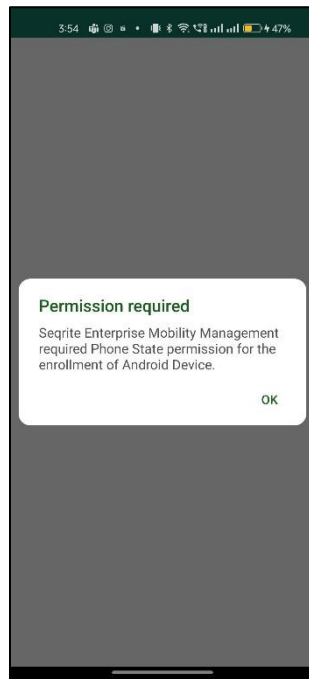 3:54 47%
Permission required
Seqrite Enterprise Mobility Management
required Phone State permission for the
enrollment of Android Device.
OK